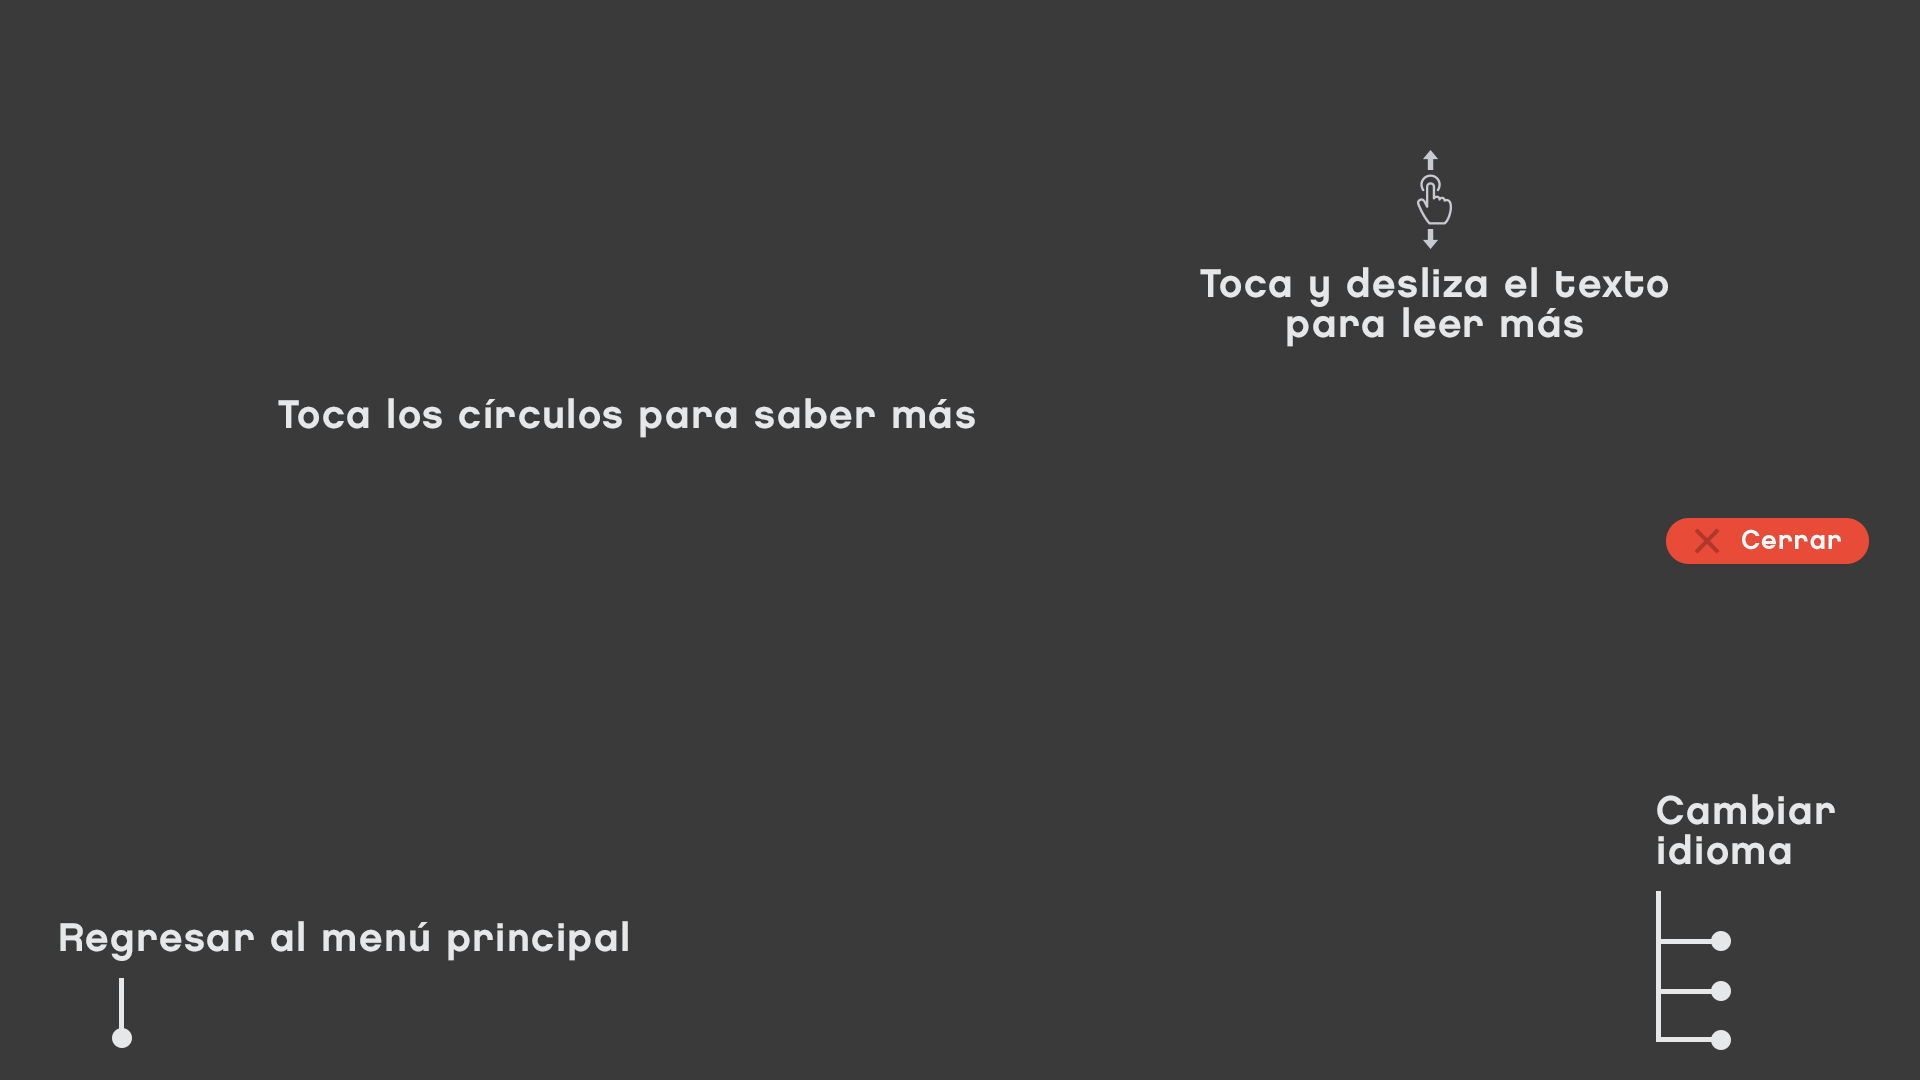 Toca y desliza el texto
para leer más
Toca los círculos para saber más
Cerrar
Cambiar
idioma
Regresar al menú principal